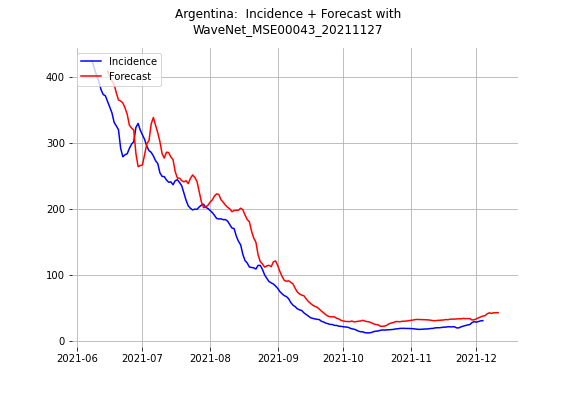 Argentina:  Incidence + Forecast with
WaveNet_MSE00043_20211127
Incidence
Forecast
400
300
200
100
0
2021-06 2021-07 2021-08 2021-09 2021-10 2021-11 2021-12